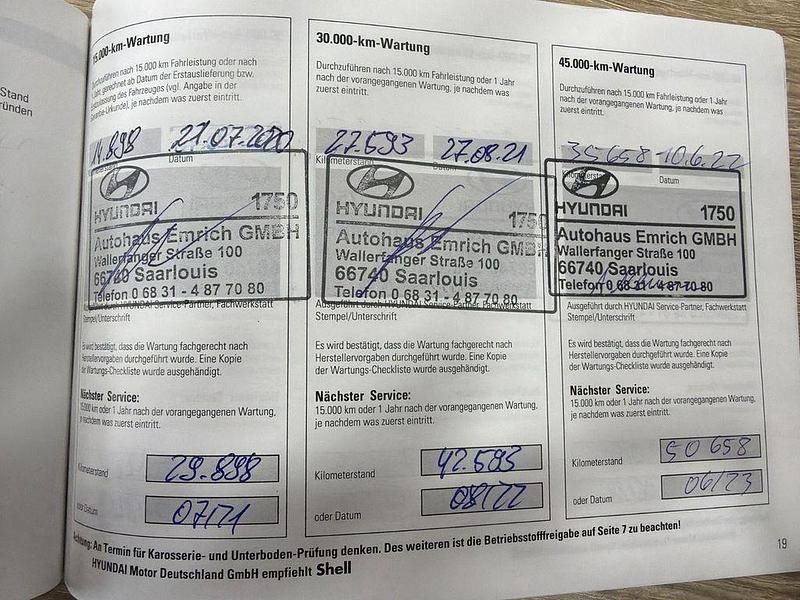 Stand
ründen
15.000-km-Wartung
Durchzuführen nach 15.000 km Fahrleistung oder nach
gerechnet ab Datum der Erstauslieferung bzw.
des Fahrzeuges (vgl. Angabe in der
je nachdem was zuerst eintritt.
14.898 21.07.2020
Datum
HYUNDAI 1750
Autohaus Emrich GMBH
Wallerfanger Straße 100
66740 Saarlouis
Telefon 0 68 31 - 4 87 70 80
Ausgeführt durch HYUNDAI Service-Partner, Fachwerkstatt
Stempel/Unterschrift
Es wird bestätigt, dass die Wartung fachgerecht nach
Herstellervorgaben durchgeführt wurde. Eine Kopie
der Wartungs-Checkliste wurde ausgehändigt.
Nächster Service:
15.000 km oder 1 Jahr nach der vorangegangenen Wartung,
je nachdem was zuerst eintritt.
Kilometerstand 29.898
oder Datum 07/21
30.000-km-Wartung
Durchzuführen nach 15.000 km Fahrleistung oder 1 Jahr
nach der vorangegangenen Wartung, je nachdem was
zuerst eintritt.
27.593 27.08.21
Kilometerstand Datum
HYUNDAI 1750
Autohaus Emrich GMBH
Wallerfanger Straße 100
66740 Saarlouis
Telefon 0 68 31 - 4 87 70 80
Ausgeführt durch HYUNDAI Service-Partner, Fachwerkstatt
Stempel/Unterschrift
Es wird bestätigt, dass die Wartung fachgerecht nach
Herstellervorgaben durchgeführt wurde. Eine Kopie
der Wartungs-Checkliste wurde ausgehändigt.
Nächster Service:
15.000 km oder 1 Jahr nach der vorangegangenen Wartung,
je nachdem was zuerst eintritt.
Kilometerstand 42.593
oder Datum 08/22
45.000-km-Wartung
Durchzuführen nach 15.000 km Fahrleistung oder 1 Jahr
nach der vorangegangenen Wartung, je nachdem was
zuerst eintritt.
35658 10.6.22
Kilometerstand Datum
HYUNDAI 1750
Autohaus Emrich GMBH
Wallerfanger Straße 100
66740 Saarlouis
Telefon 0 68 31 - 4 87 70 80
Ausgeführt durch HYUNDAI Service-Partner, Fachwerkstatt
Stempel/Unterschrift
Es wird bestätigt, dass die Wartung fachgerecht nach
Herstellervorgaben durchgeführt wurde. Eine Kopie
der Wartungs-Checkliste wurde ausgehändigt.
Nächster Service:
15.000 km oder 1 Jahr nach der vorangegangenen Wartung,
je nachdem was zuerst eintritt.
Kilometerstand 50 658
oder Datum 06/23
Achtung: An Termin für Karosserie- und Unterboden-Prüfung denken. Des weiteren ist die Betriebsstofffreigabe auf Seite 7 zu beachten!
HYUNDAI Motor Deutschland GmbH empfiehlt Shell
19